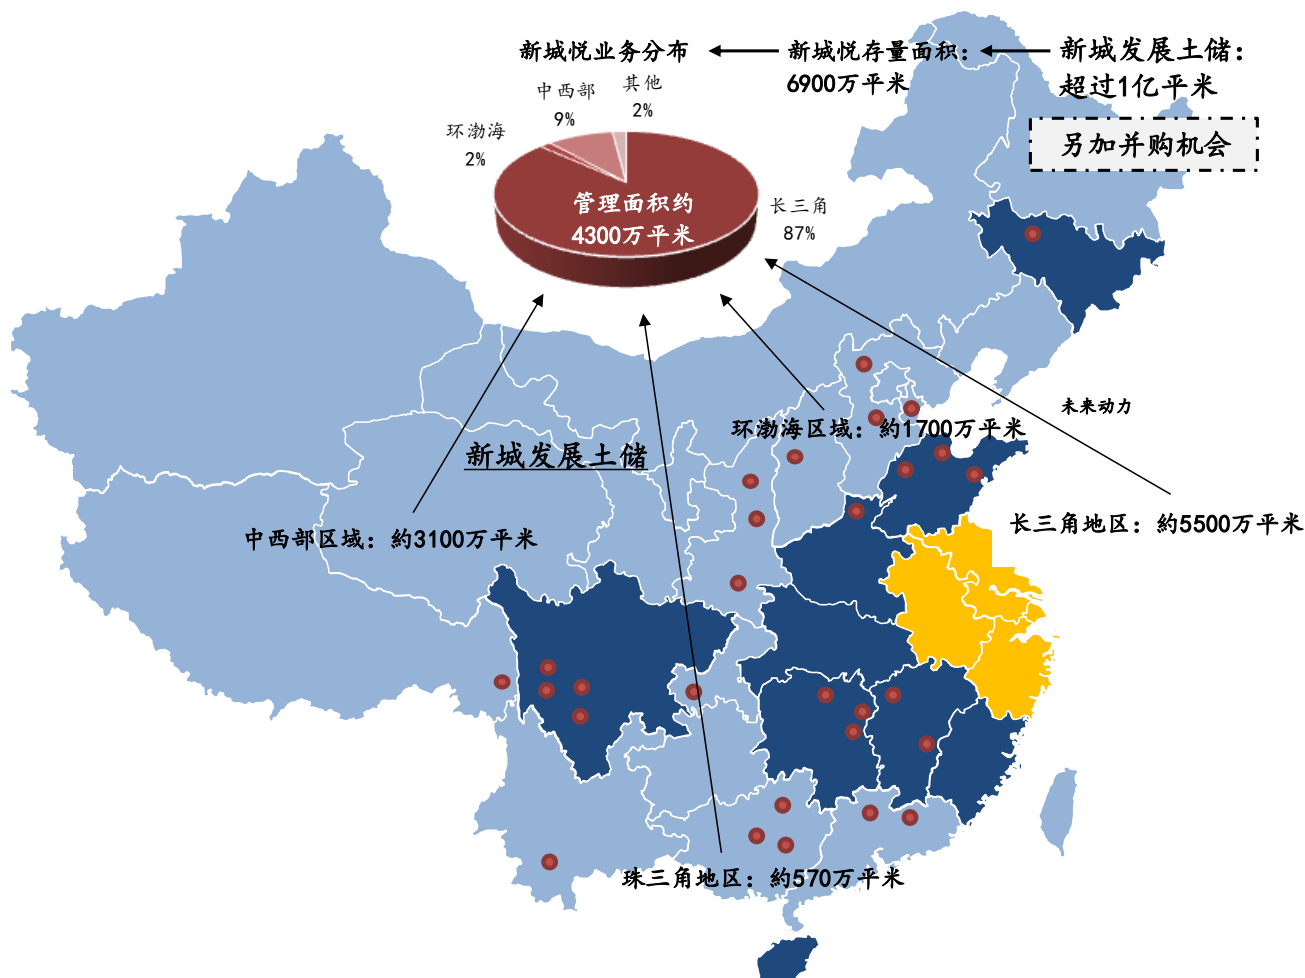 新城悦业务分布
新城悦存量面积：
6900万平米
新城发展土储：
超过1亿平米
另加并购机会
中西部
9%
其他
2%
环渤海
2%
管理面积约
4300万平米
长三角
87%
未来动力
环渤海区域：約1700万平米
新城发展土储
中西部区域：約3100万平米
长三角地区：約5500万平米
珠三角地区：約570万平米